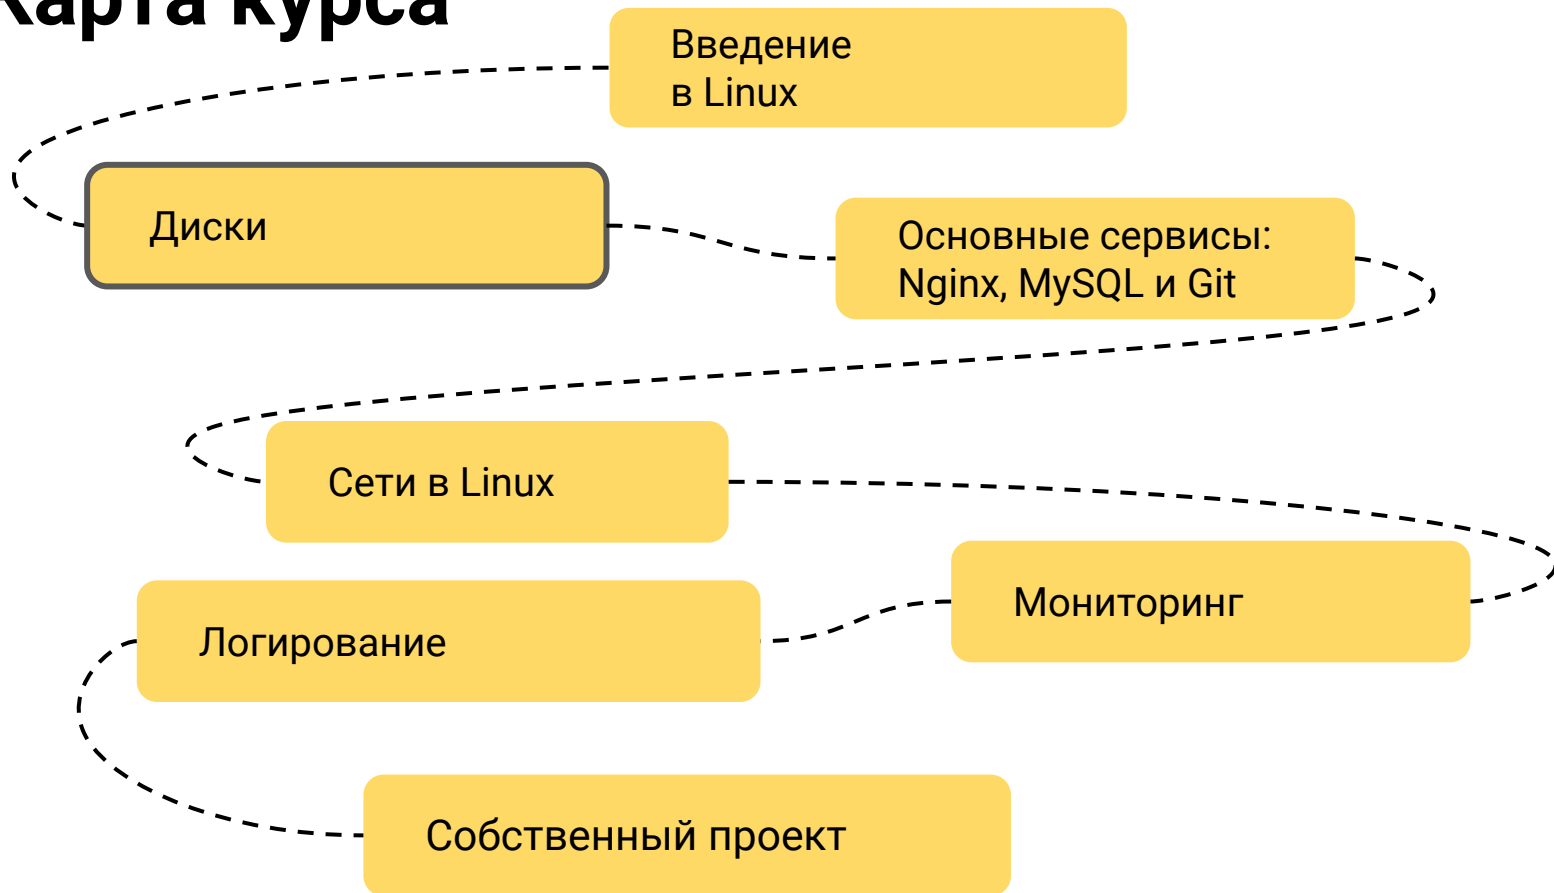 Карта курса
Введение
в Linux
Диски
Основные сервисы:
Nginx, MySQL и Git
Сети в Linux
Мониторинг
Логирование
Собственный проект